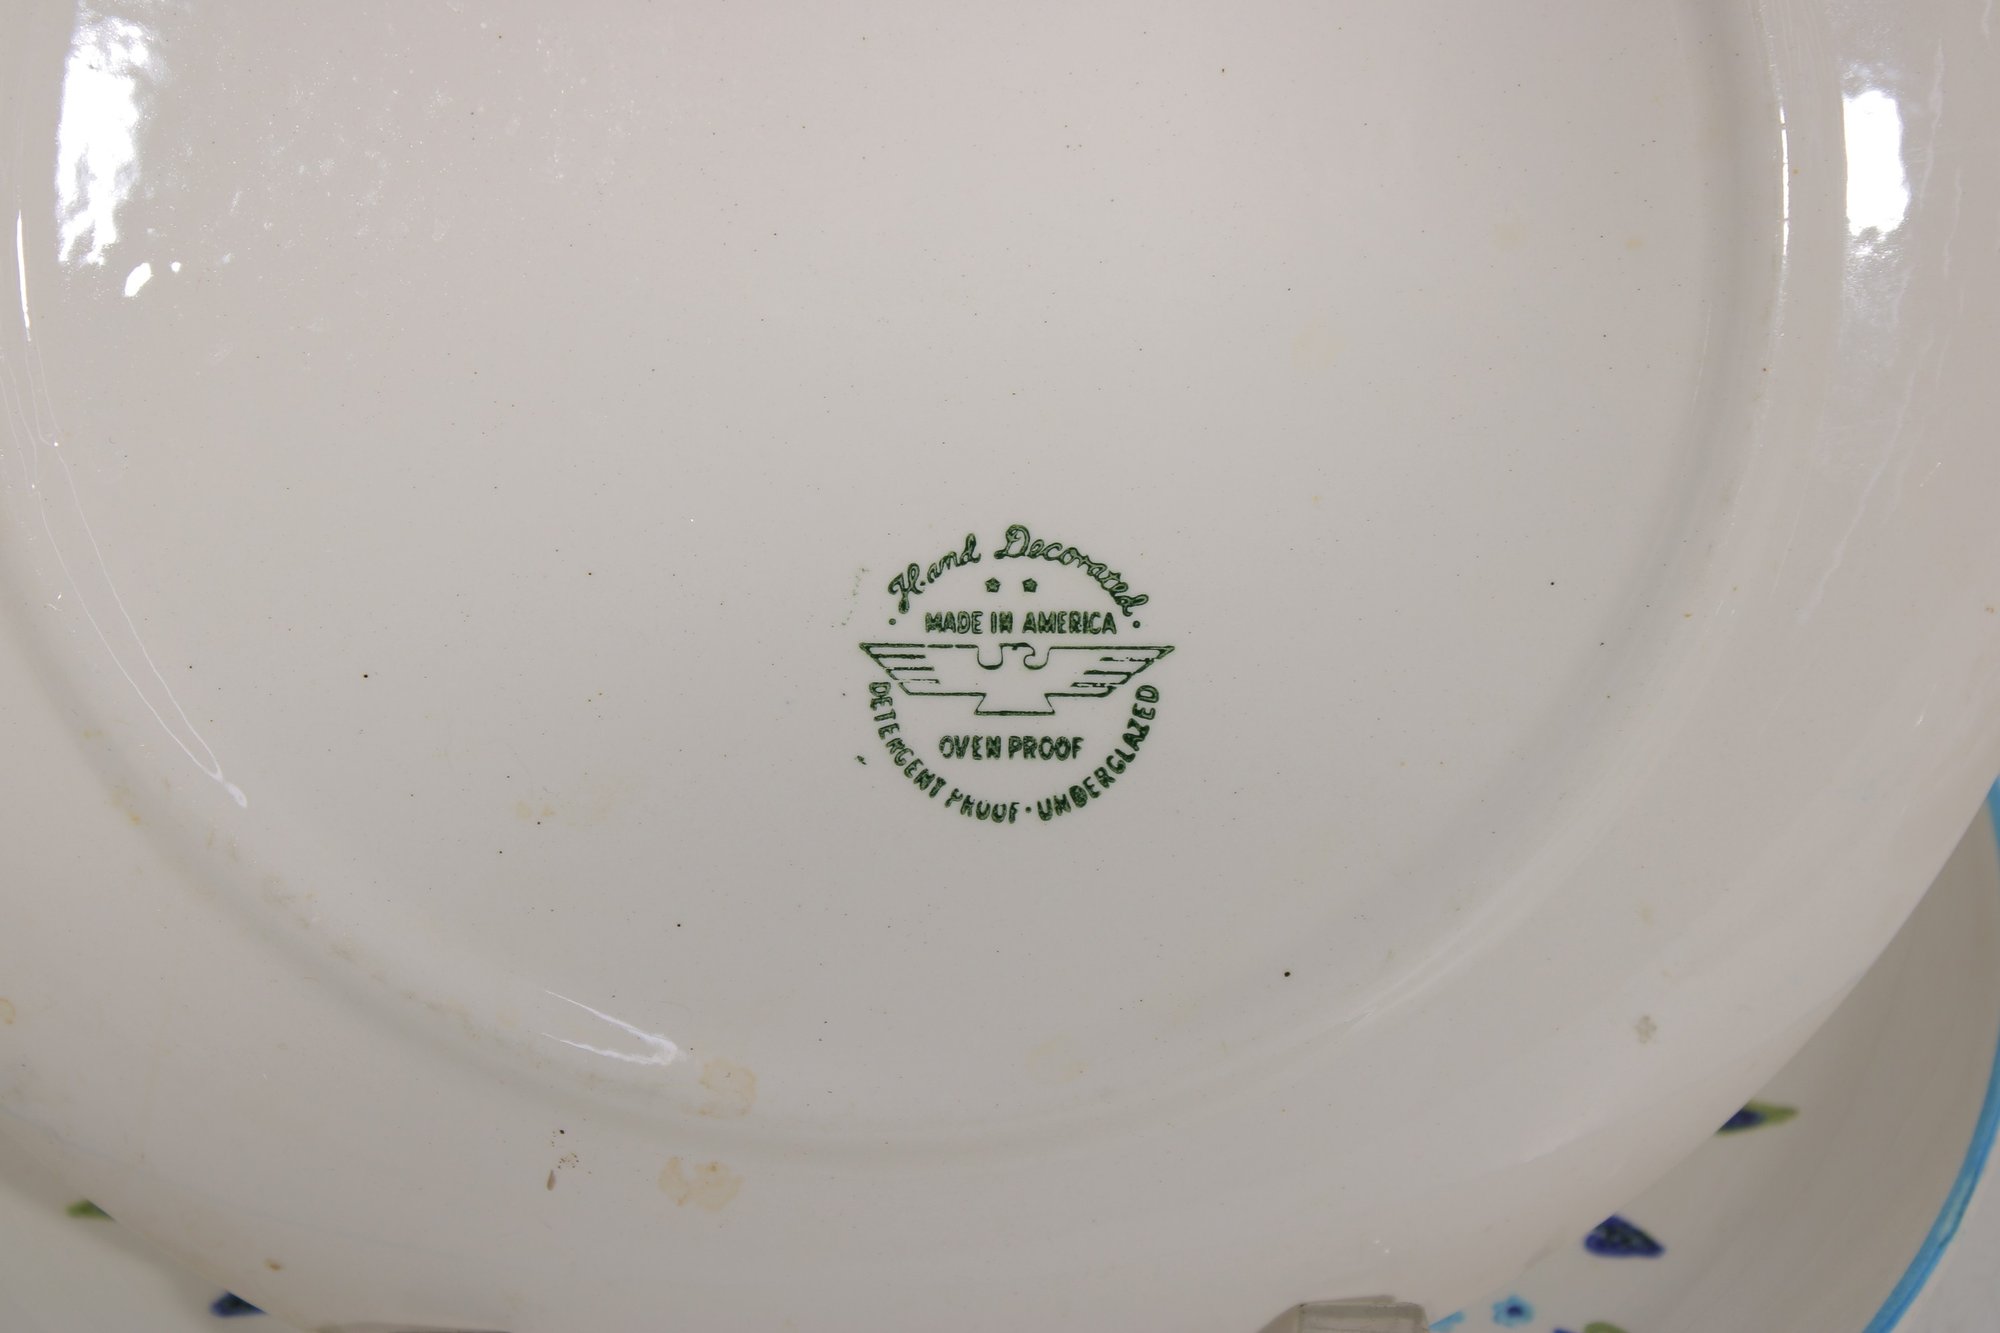 Hand Decorated
MADE IN AMERICA
OVEN PROOF
DETERGENT PROOF · UNDERGLAZED